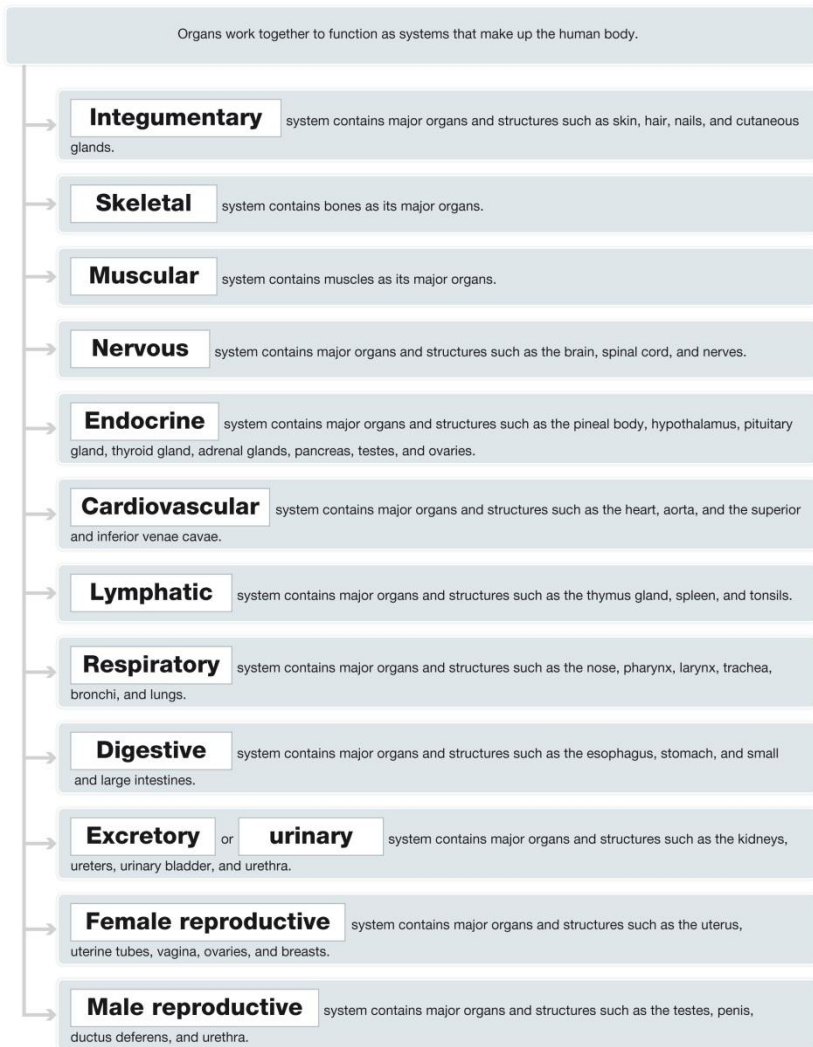 Organs work together to function as systems that make up the human body.
Integumentary system contains major organs and structures such as skin, hair, nails, and cutaneous
glands.
Skeletal system contains bones as its major organs.
Muscular system contains muscles as its major organs.
Nervous system contains major organs and structures such as the brain, spinal cord, and nerves.
Endocrine system contains major organs and structures such as the pineal body, hypothalamus, pituitary
gland, thyroid gland, adrenal glands, pancreas, testes, and ovaries.
Cardiovascular system contains major organs and structures such as the heart, aorta, and the superior
and inferior venae cavae.
Lymphatic system contains major organs and structures such as the thymus gland, spleen, and tonsils.
Respiratory system contains major organs and structures such as the nose, pharynx, larynx, trachea,
bronchi, and lungs.
Digestive system contains major organs and structures such as the esophagus, stomach, and small
and large intestines.
Excretory or urinary system contains major organs and structures such as the kidneys,
ureters, urinary bladder, and urethra.
Female reproductive system contains major organs and structures such as the uterus,
uterine tubes, vagina, ovaries, and breasts.
Male reproductive system contains major organs and structures such as the testes, penis,
ductus deferens, and urethra.